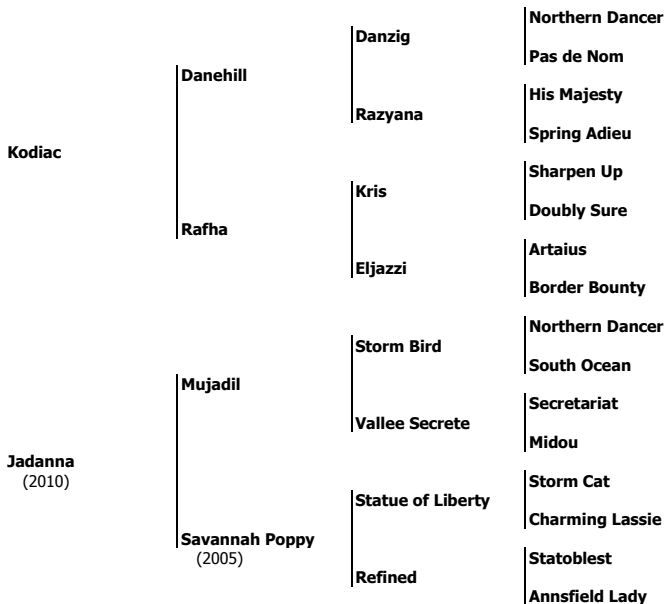 Northern Dancer
Danzig
Pas de Nom
Danehill
His Majesty
Razyana
Spring Adieu
Kodiac
Sharpen Up
Kris
Doubly Sure
Rafha
Artaius
Eljazzi
Border Bounty
Northern Dancer
Storm Bird
South Ocean
Mujadil
Secretariat
Vallee Secrete
Midou
Jadanna
(2010)
Storm Cat
Statue of Liberty
Charming Lassie
Savannah Poppy
(2005)
Statoblest
Refined
Annsfield Lady